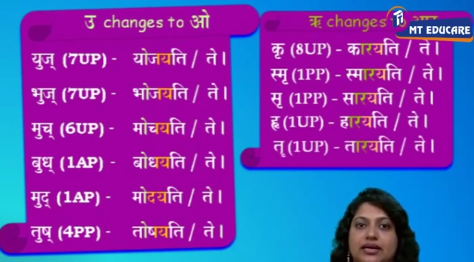 उ changes to ओ
युज् (7UP) - योजयति / ते।
भुज् (7UP) - भोजयति / ते।
मुच् (6UP) - मोचयति / ते।
बुध् (1AP) - बोधयति / ते।
मुद् (1AP) - मोदयति / ते।
तुष् (4PP) - तोषयति / ते।
ऋ changes to
कृ (8UP) - कारयति / ते।
स्मृ (1PP) - स्मारयति / ते।
सृ (1PP) - सारयति / ते।
हृ (1UP) - हारयति / ते।
तृ (1UP) - तारयति / ते।
MT EDUCARE